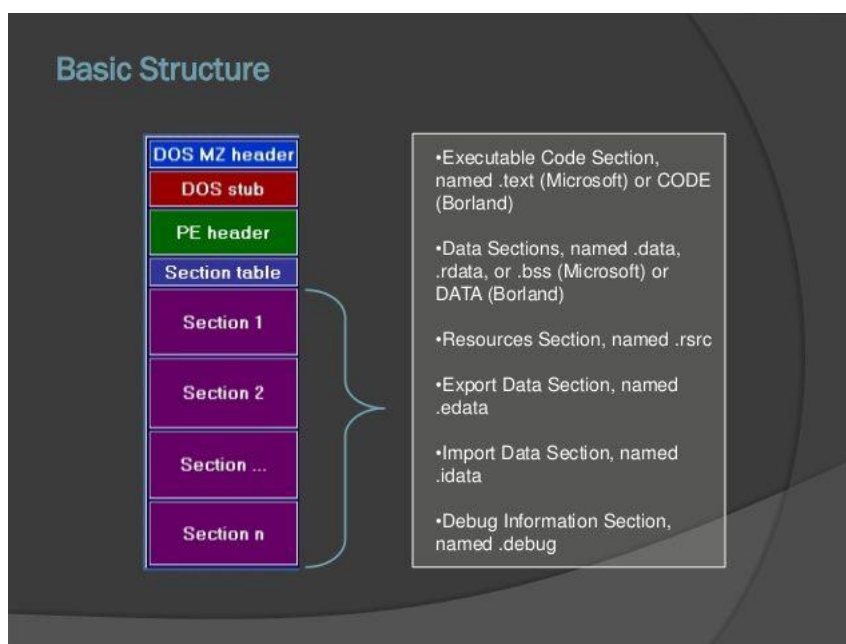 Basic Structure
DOS MZ header
DOS stub
PE header
Section table
Section 1
Section 2
Section ...
Section n
•Executable Code Section,
named .text (Microsoft) or CODE
(Borland)
•Data Sections, named .data,
.rdata, or .bss (Microsoft) or
DATA (Borland)
•Resources Section, named .rsrc
•Export Data Section, named
.edata
•Import Data Section, named
.idata
•Debug Information Section,
named .debug